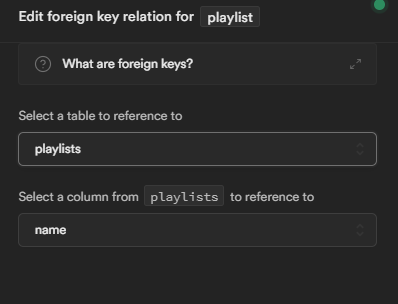 Edit foreign key relation for playlist
What are foreign keys?
Select a table to reference to
playlists
Select a column from playlists to reference to
name